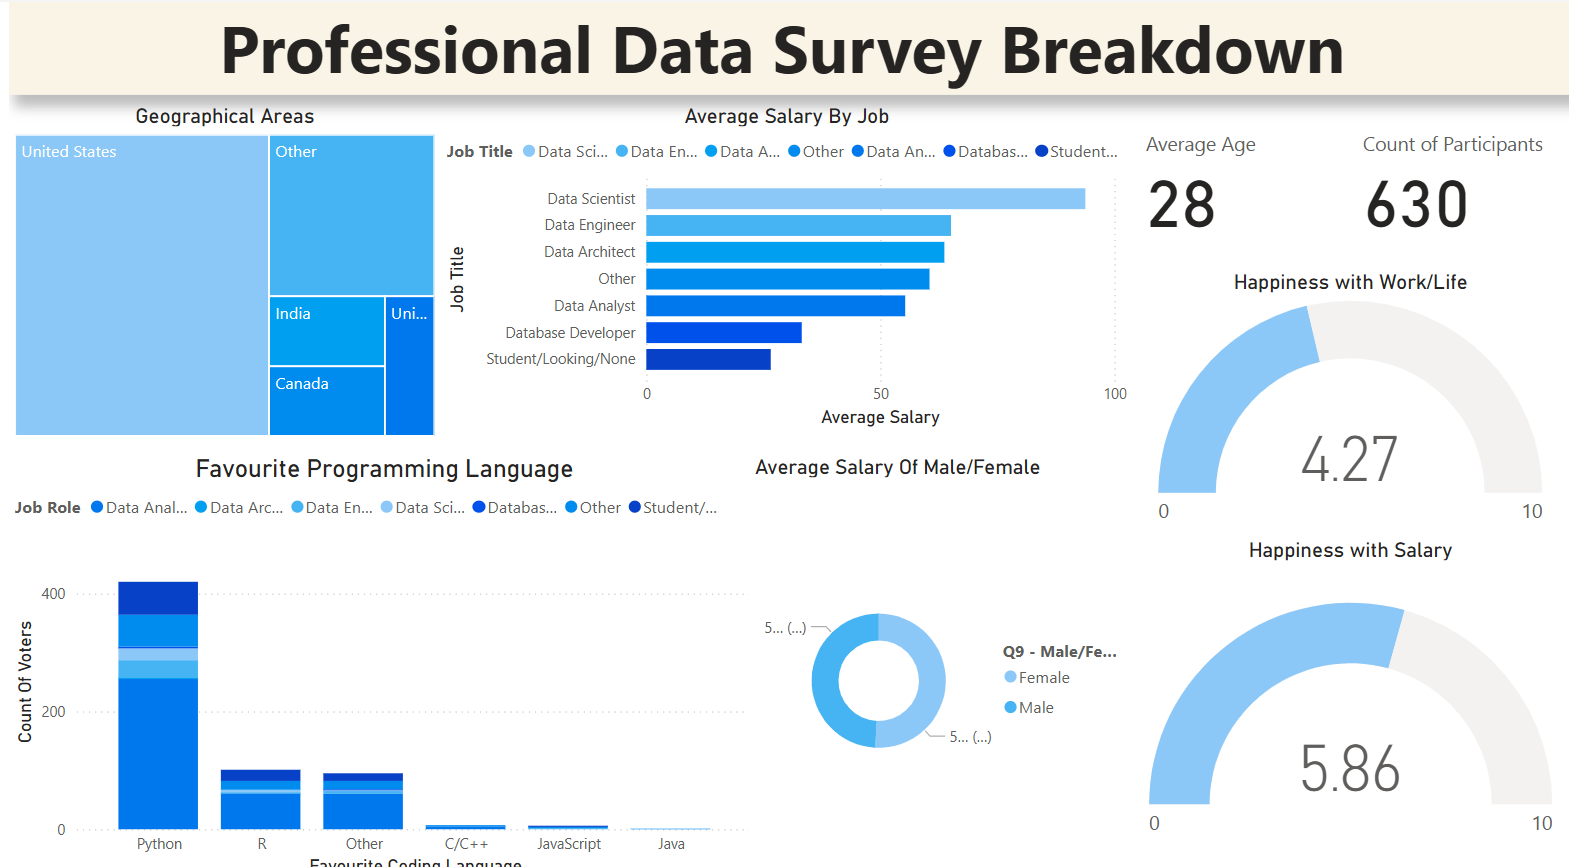 Professional Data Survey Breakdown
Geographical Areas
United States
Other
India
Uni...
Canada
Average Salary By Job
Job Title Data Sci... Data En... Data A... Other Data An... Databas... Student...
Job Title
Data Scientist
Data Engineer
Data Architect
Other
Data Analyst
Database Developer
Student/Looking/None
0 50 100
Average Salary
Average Age
28
Count of Participants
630
Happiness with Work/Life
4.27
0 10
Favourite Programming Language
Job Role Data Anal... Data Arc... Data En... Data Sci... Databas... Other Student/...
Count Of Voters
400
200
0
Python R Other C/C++ JavaScript Java
Favourite Coding Language
Average Salary Of Male/Female
5... (...)
5... (...)
Q9 - Male/Fe...
Female
Male
Happiness with Salary
5.86
0 10